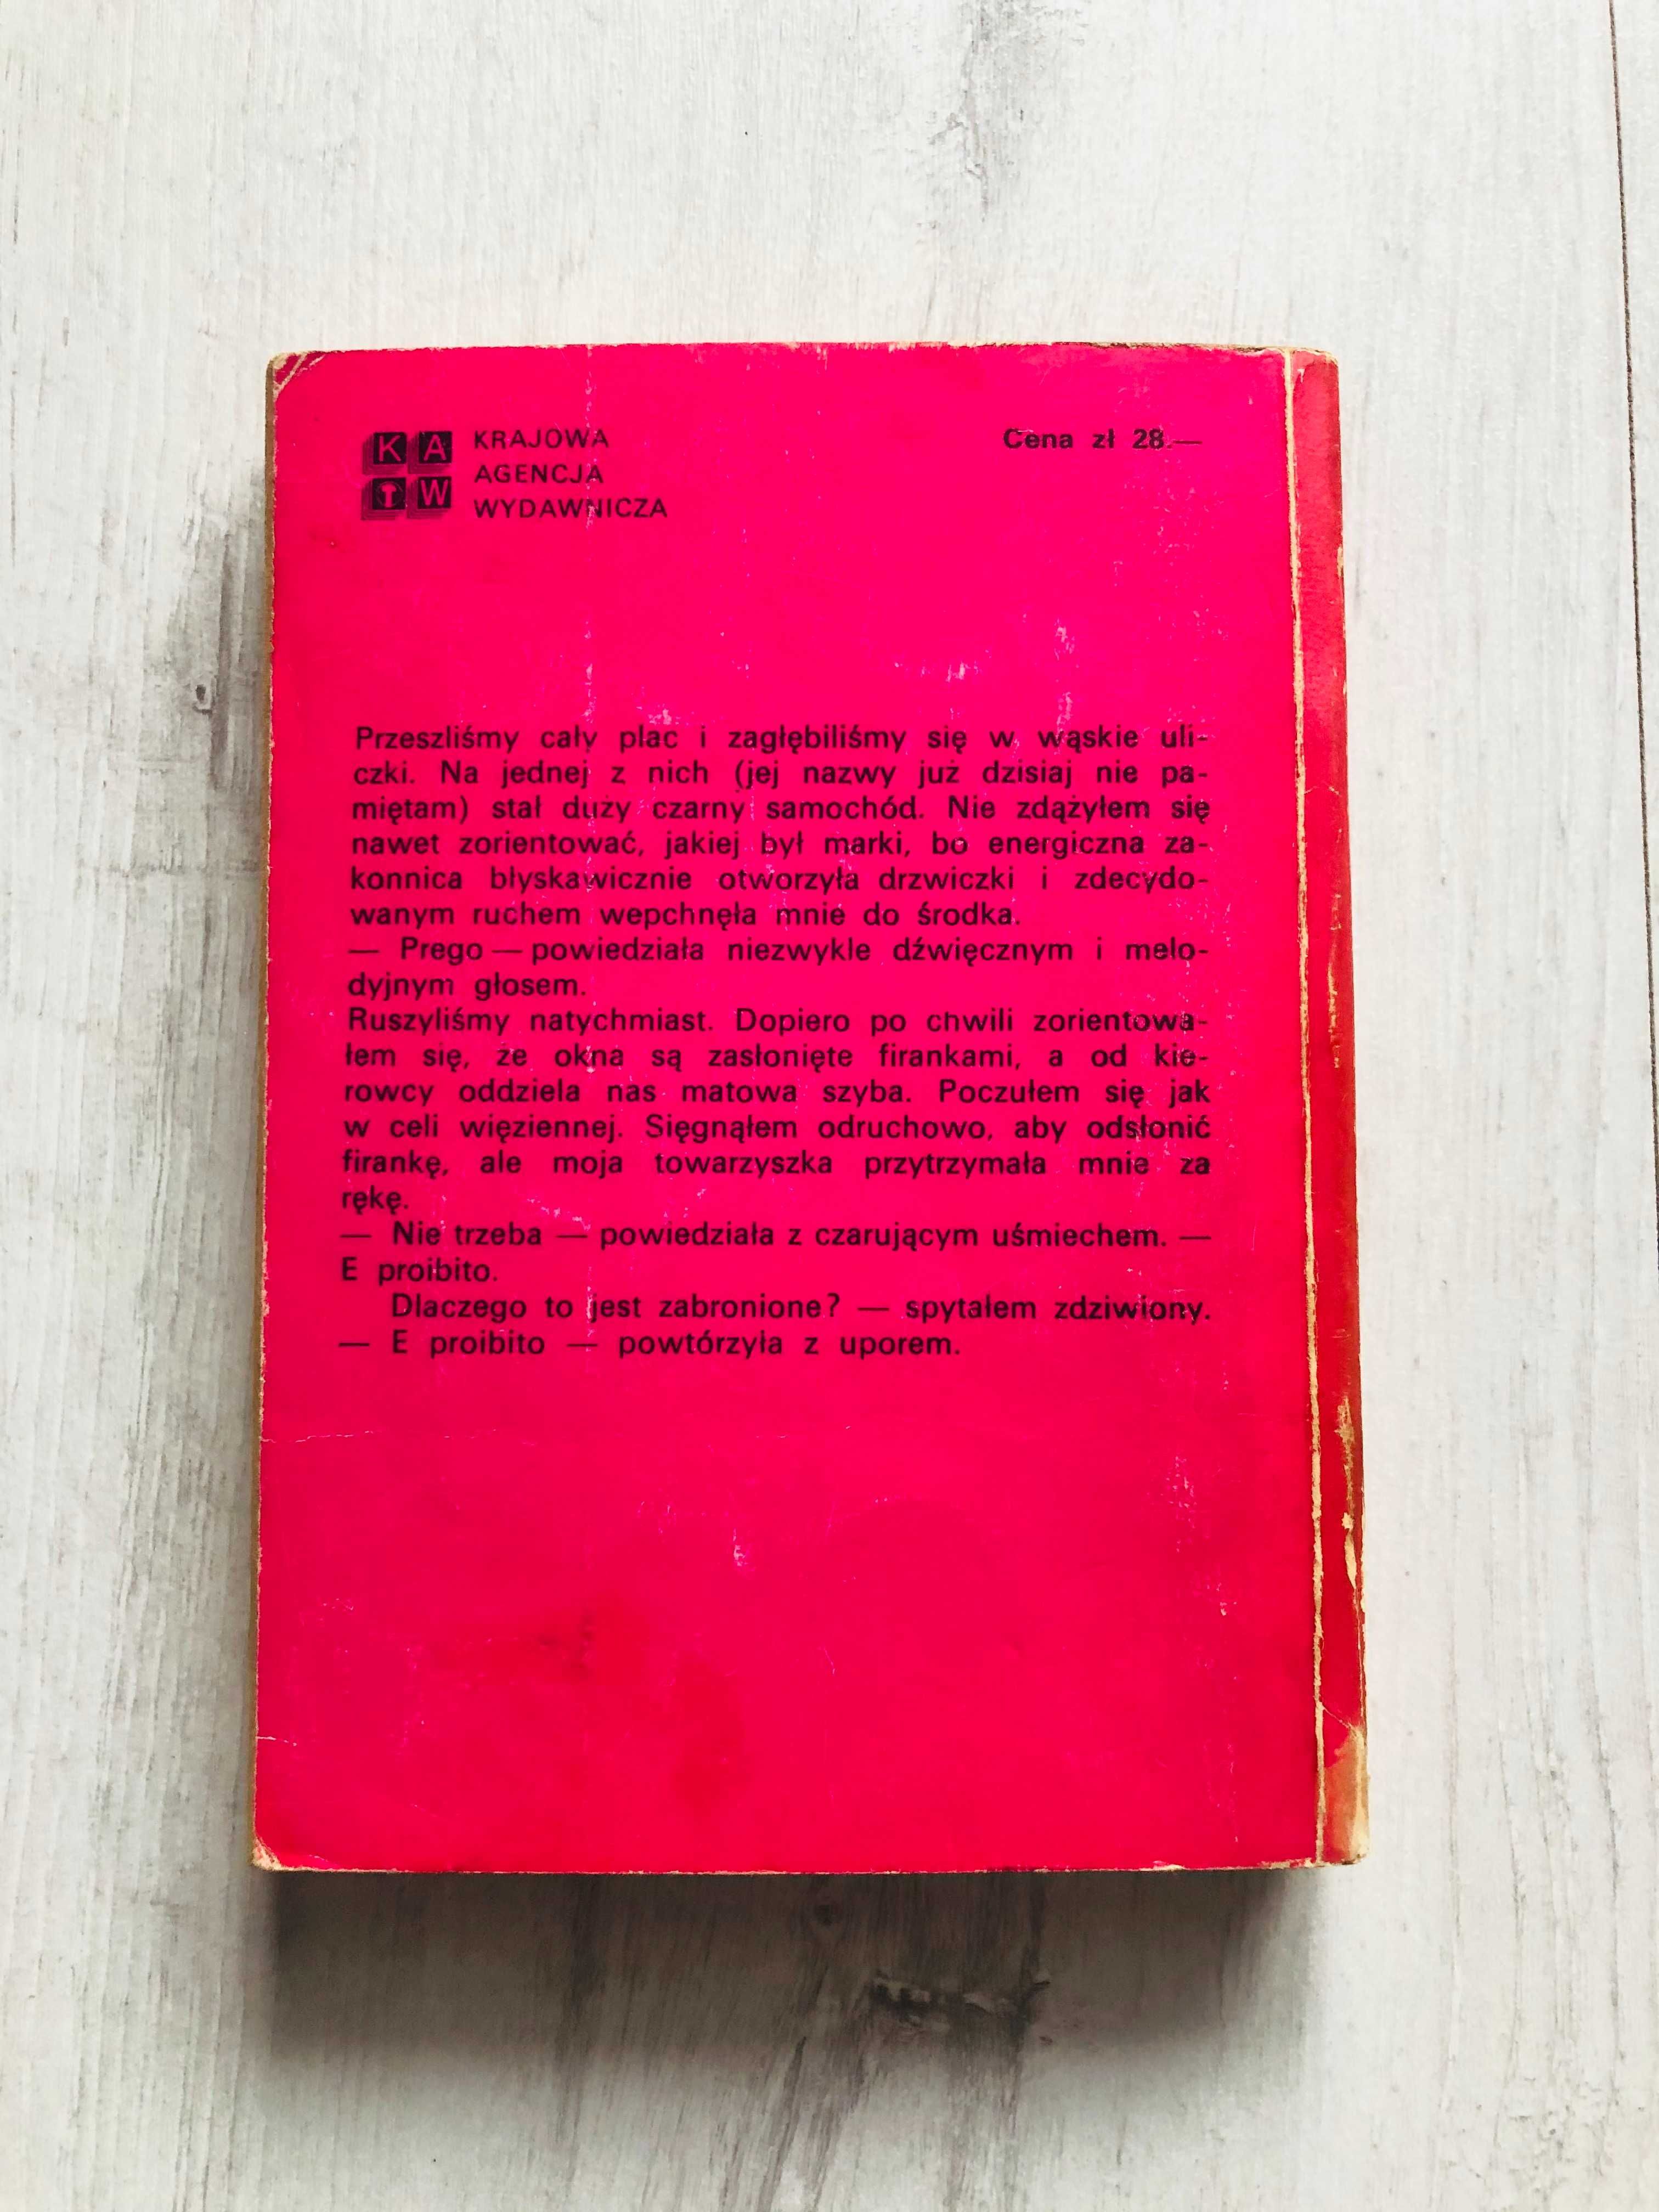 K A
W
KRAJOWA
AGENCJA
WYDAWNICZA
Cena zł 28.—
Przeszliśmy cały plac i zagłębiliśmy się w wąskie uli-
czki. Na jednej z nich (jej nazwy już dzisiaj nie pa-
miętam) stał duży czarny samochód. Nie zdążyłem się
nawet zorientować, jakiej był marki, bo energiczna za-
konnica błyskawicznie otworzyła drzwiczki i zdecydo-
wanym ruchem wepchnęła mnie do środka.
— Prego — powiedziała niezwykle dźwięcznym i melo-
dyjnym głosem.
Ruszyliśmy natychmiast. Dopiero po chwili zorientowa-
łem się, że okna są zasłonięte firankami, a od kie-
rowcy oddziela nas matowa szyba. Poczułem się jak
w celi więziennej. Sięgnąłem odruchowo, aby odsłonić
firankę, ale moja towarzyszka przytrzymała mnie za
rękę.
— Nie trzeba — powiedziała z czarującym uśmiechem. —
E proibito.
Dlaczego to jest zabronione? — spytałem zdziwiony.
— E proibito — powtórzyła z uporem.